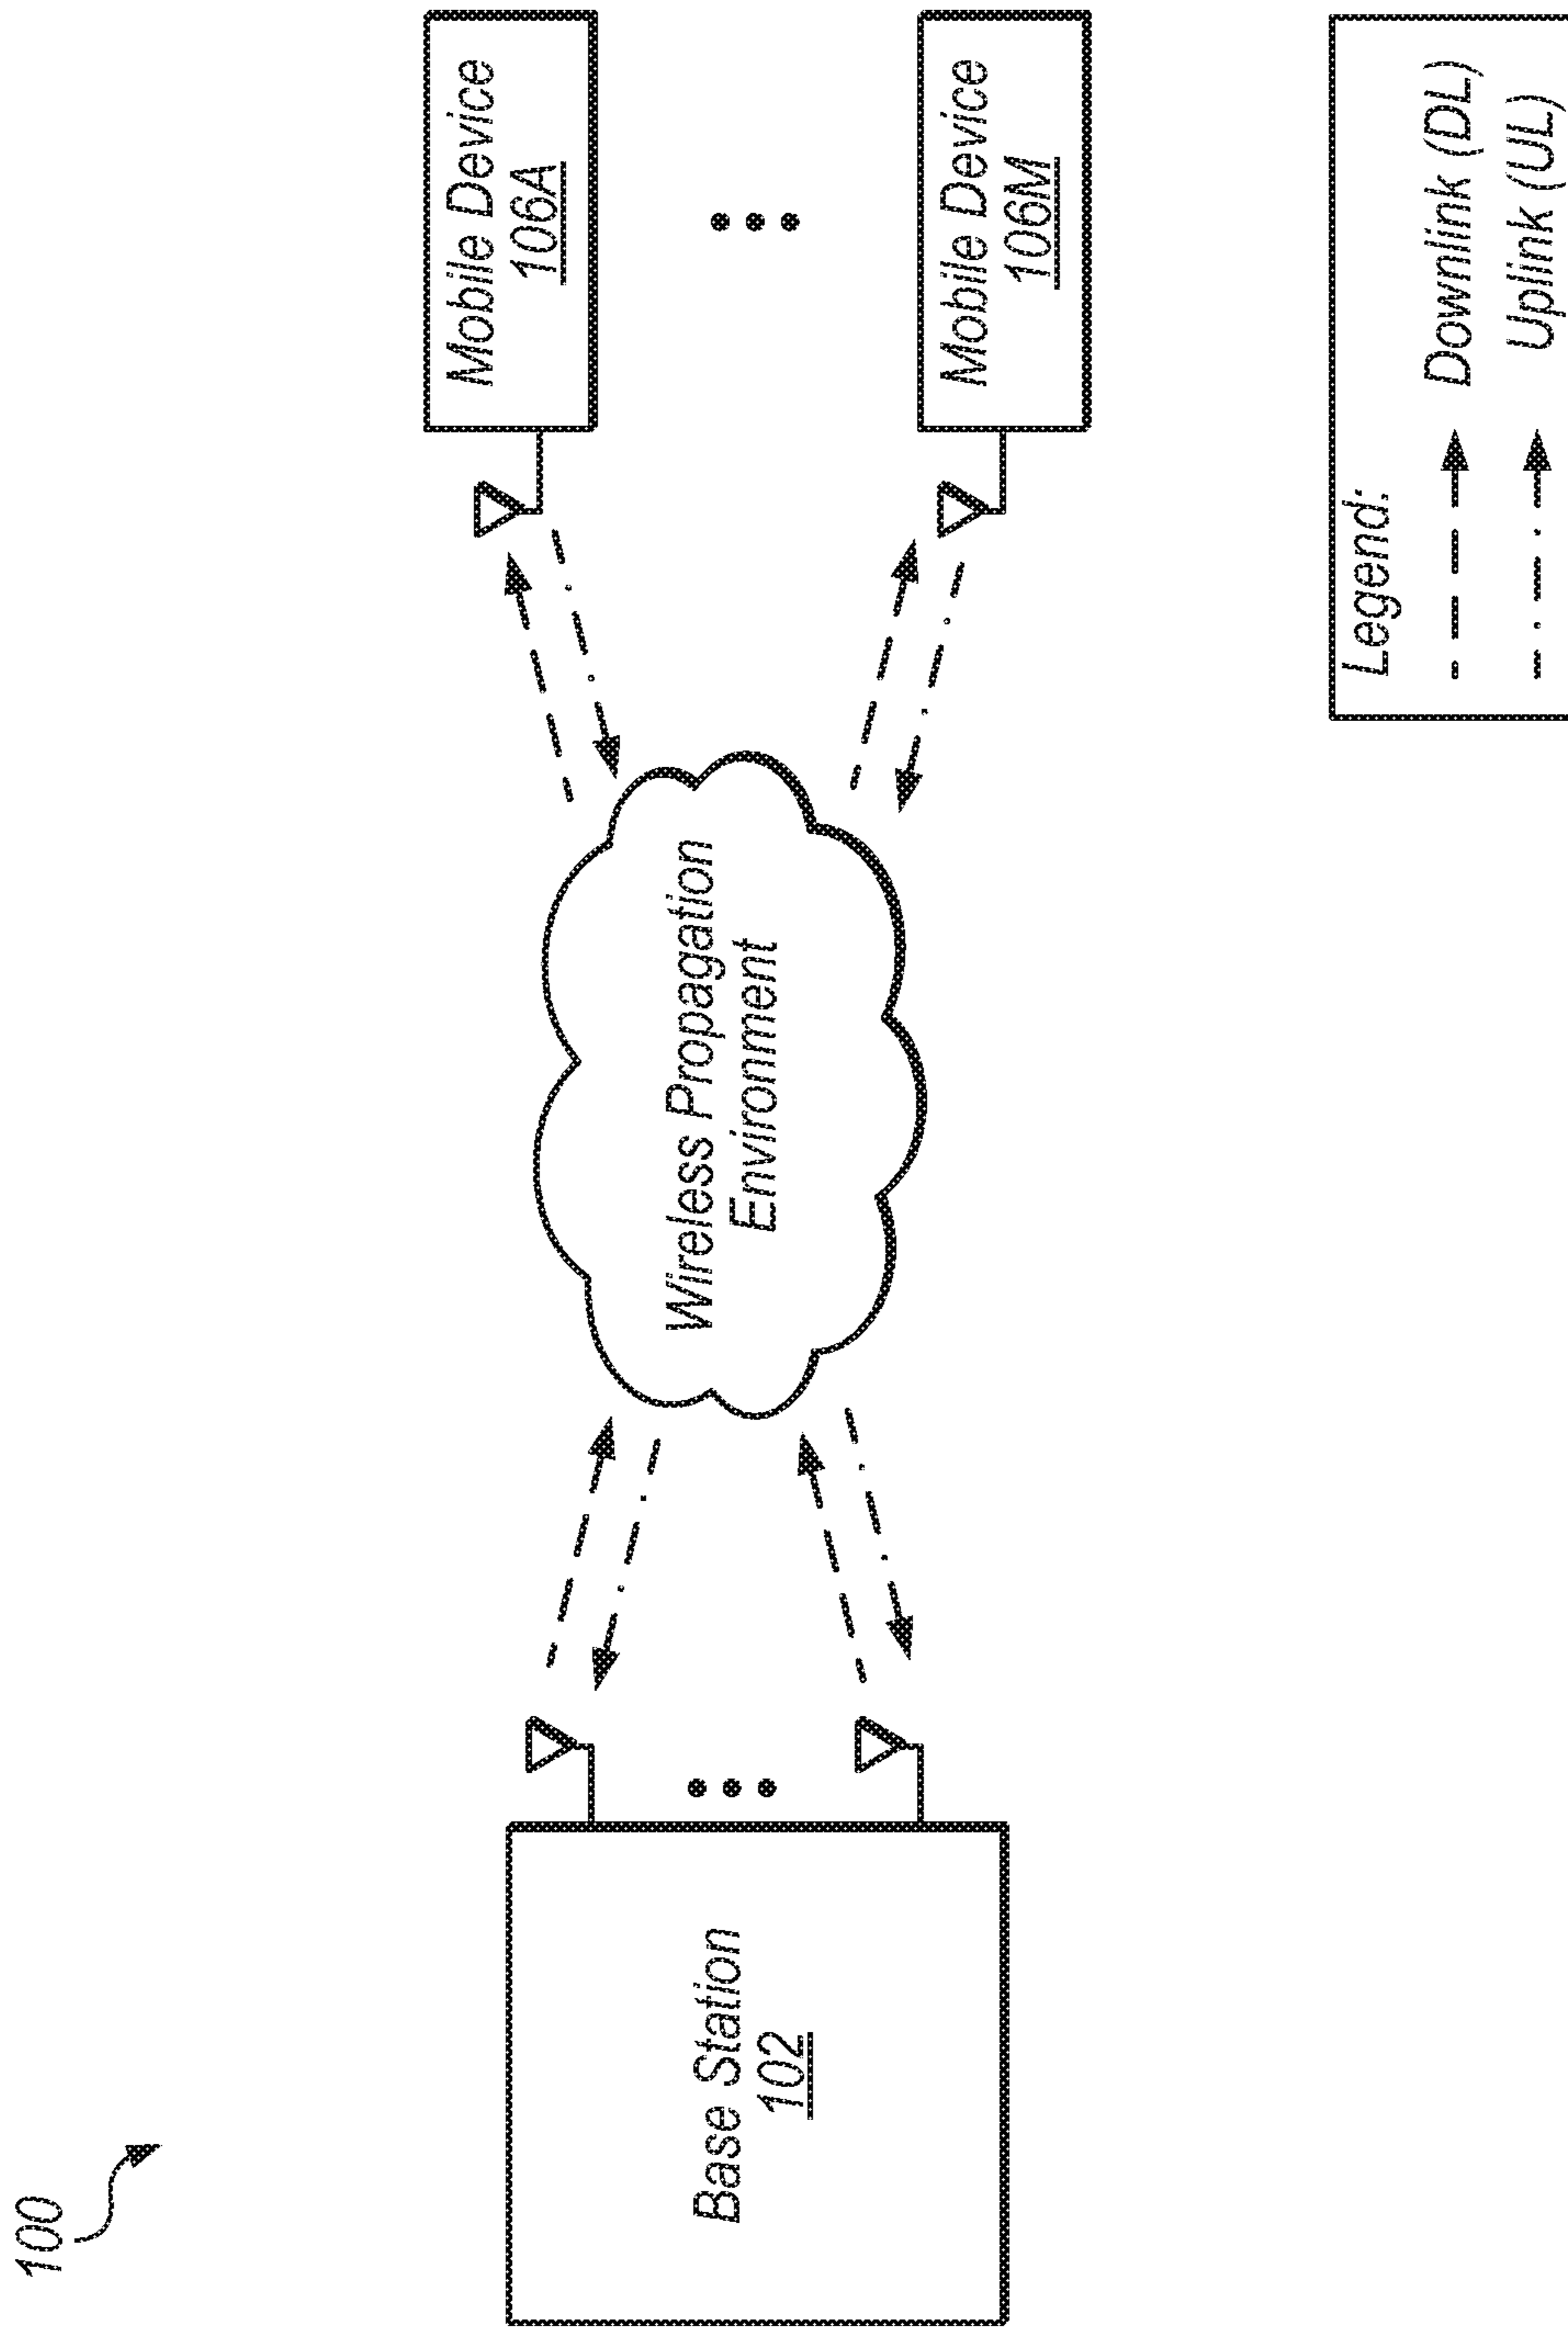 100
Base Station
102
Wireless Propagation
Environment
Mobile Device
106A
Mobile Device
106M
Legend:
Downlink (DL)
Uplink (UL)